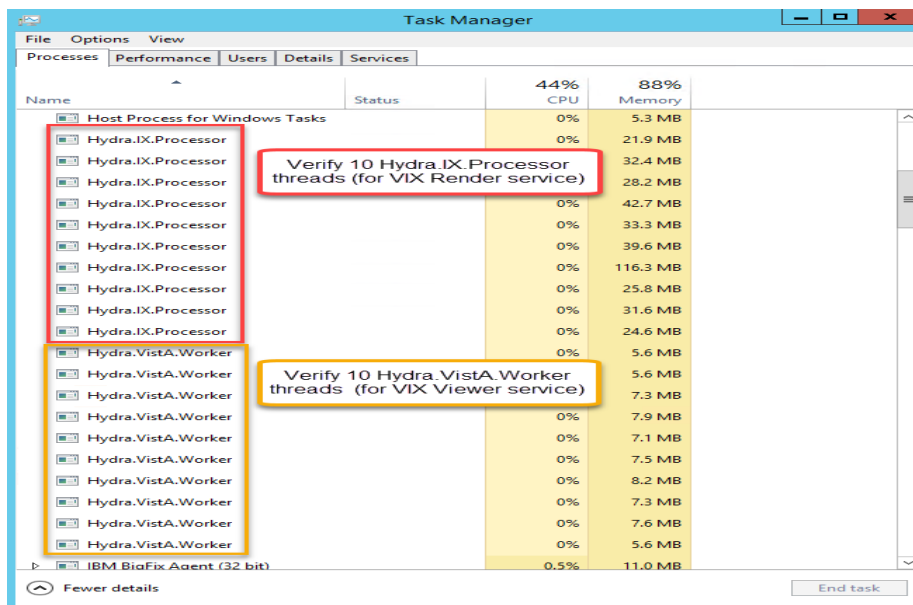 Task Manager
File Options View
Processes Performance Users Details Services
44% 88%
Name Status CPU Memory
Host Process for Windows Tasks 0% 5.3 MB
Hydra.IX.Processor 0% 21.9 MB
Hydra.IX.Processor 32.4 MB
Verify 10 Hydra.IX.Processor
threads (for VIX Render service)
Hydra.IX.Processor 28.2 MB
Hydra.IX.Processor 0% 42.7 MB
Hydra.IX.Processor 0% 33.3 MB
Hydra.IX.Processor 0% 39.6 MB
Hydra.IX.Processor 0% 116.3 MB
Hydra.IX.Processor 0% 25.8 MB
Hydra.IX.Processor 0% 31.6 MB
Hydra.IX.Processor 0% 24.6 MB
Hydra.VistA.Worker 0% 5.6 MB
Hydra.VistA.Worker 5.6 MB
Verify 10 Hydra.VistA.Worker
threads (for VIX Viewer service)
Hydra.VistA.Worker 7.3 MB
Hydra.VistA.Worker 0% 7.9 MB
Hydra.VistA.Worker 0% 7.1 MB
Hydra.VistA.Worker 0% 7.5 MB
Hydra.VistA.Worker 0% 8.2 MB
Hydra.VistA.Worker 0% 7.3 MB
Hydra.VistA.Worker 0% 7.6 MB
Hydra.VistA.Worker 0% 5.6 MB
IBM BigFix Agent (32 bit) 0.5% 11.0 MB
Fewer details End task